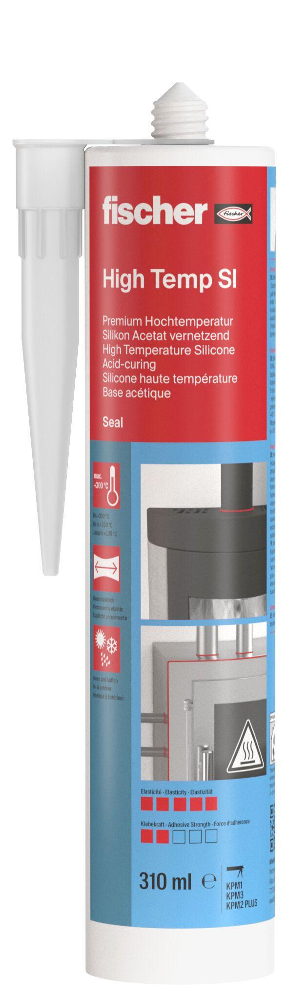 fischer
fischer
High Temp SI
Premium Hochtemperatur
Silikon Acetat vernetzend
High Temperature Silicone
Acid-curing
Silicone haute température
Base acétique
Seal
max.
+300 °C
Bis +300 °C
Up to +300 °C
Jusqu'à +300 °C
Dauerelastisch
Permanently elastic
Elasticité permanente
Innen und Außen
In- & outdoor
Intérieur & Extérieur
Elasticité · Elasticity · Elastizität
Klebekraft · Adhesive Strength · Force d'adhérence
310 ml ℮
KPM1
KPM3
KPM2 PLUS